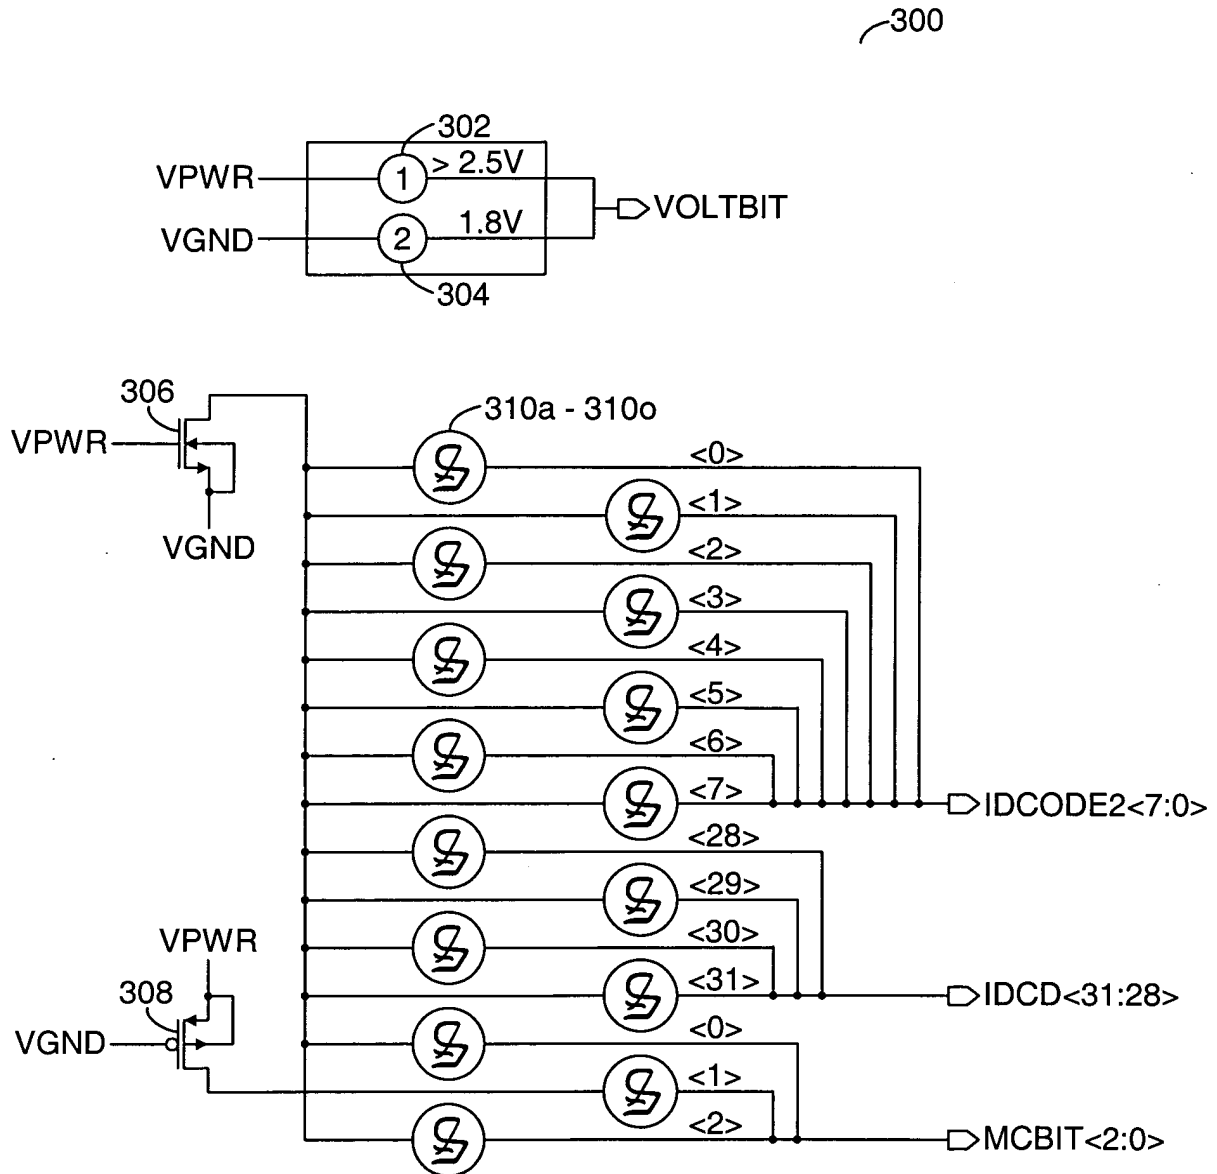 300
302
VPWR 1 > 2.5V
VOLTBIT
VGND 2 1.8V
304
306
310a - 310o
VPWR
<0>
<1>
VGND
<2>
<3>
<4>
<5>
<6>
<7>
IDCODE2<7:0>
<28>
<29>
VPWR
<30>
308
<31>
IDCD<31:28>
VGND
<0>
<1>
<2>
MCBIT<2:0>